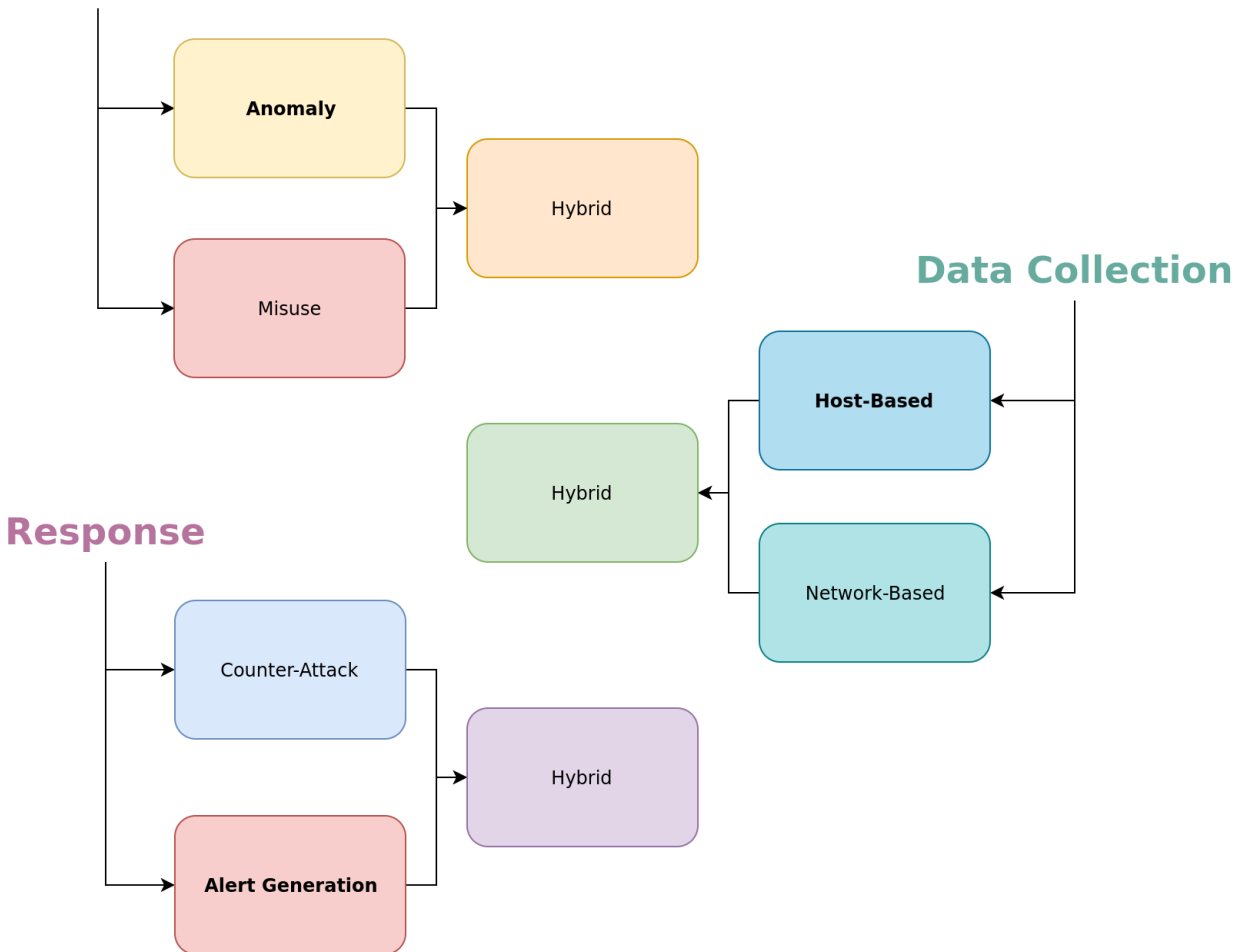 Anomaly
Hybrid
Misuse
Data Collection
Host-Based
Hybrid
Network-Based
Response
Counter-Attack
Hybrid
Alert Generation